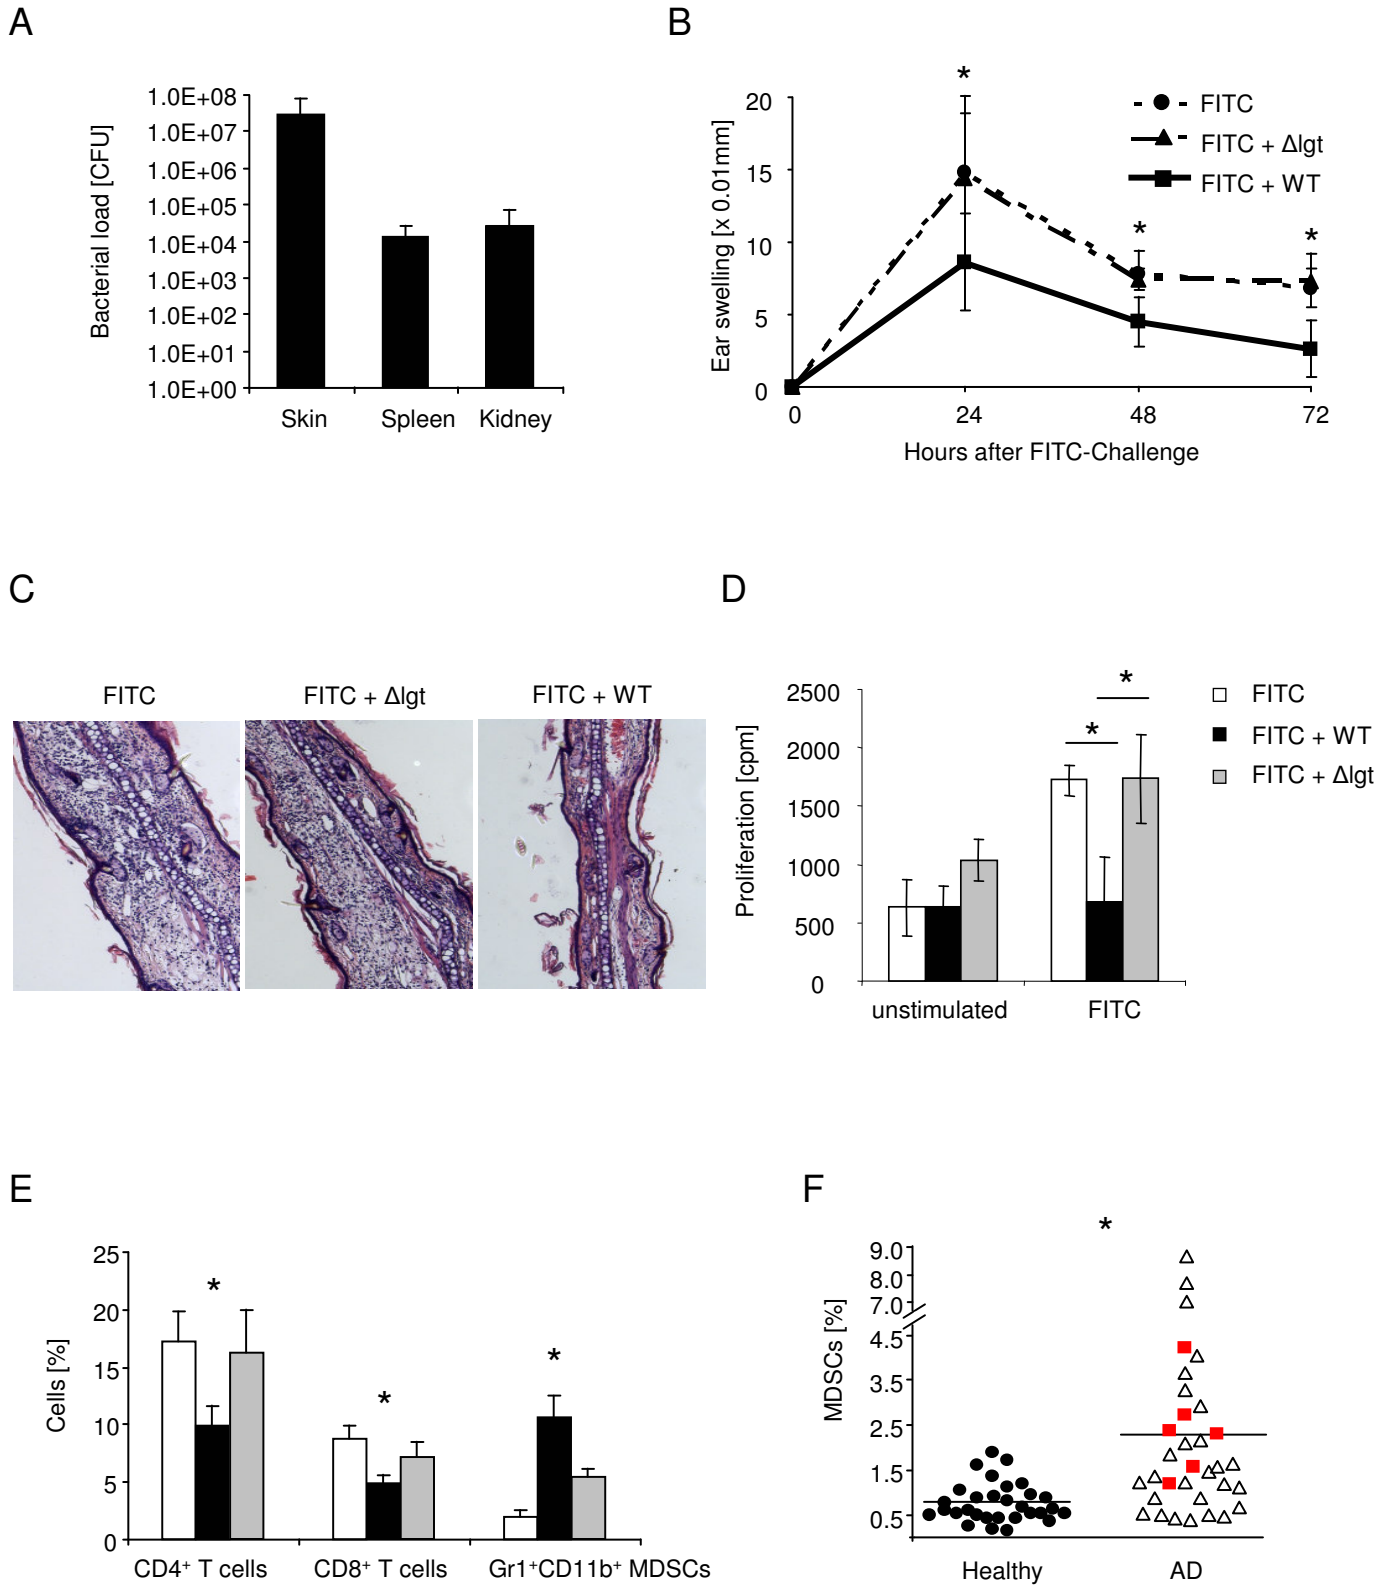 A
Bacterial load [CFU]
1.0E+08
1.0E+07
1.0E+06
1.0E+05
1.0E+04
1.0E+03
1.0E+02
1.0E+01
1.0E+00
Skin Spleen Kidney
B
Ear swelling [x 0.01mm]
20
15
10
5
0
* * *
FITC
FITC + Δlgt
FITC + WT
0 24 48 72
Hours after FITC-Challenge
C
FITC FITC + Δlgt FITC + WT
D
Proliferation [cpm]
2500
2000
1500
1000
500
0
*
*
FITC
FITC + WT
FITC + Δlgt
unstimulated FITC
E
Cells [%]
25
20
15
10
5
0
* * *
CD4⁺ T cells CD8⁺ T cells Gr1⁺CD11b⁺ MDSCs
F
*
MDSCs [%]
9.0
8.0
7.0
4.5
3.5
2.5
1.5
0.5
Healthy AD